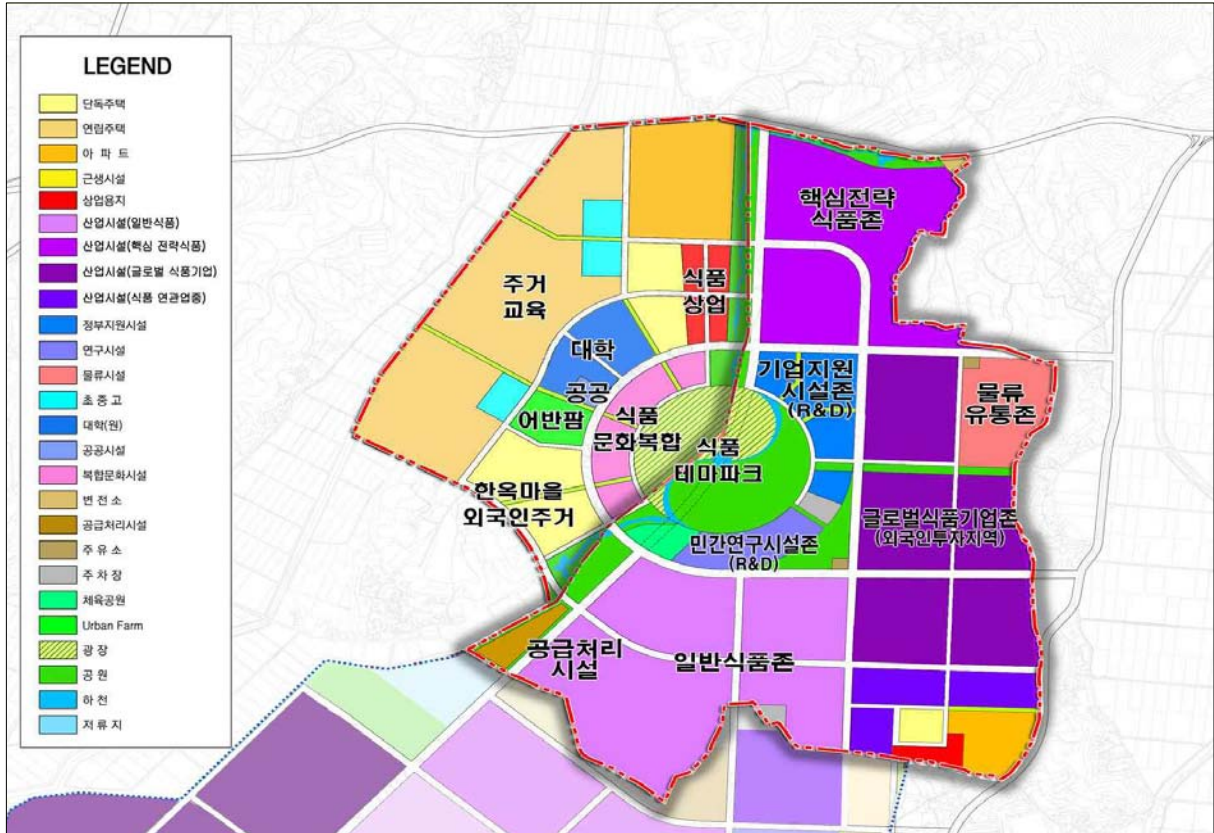 LEGEND
단독주택
연립주택
아 파 트
근생시설
상업용지
산업시설(일반식품)
산업시설(핵심 전략식품)
산업시설(글로벌 식품기업)
산업시설(식품 연관업종)
정부지원시설
연구시설
물류시설
초 중 고
대학(원)
공공시설
복합문화시설
변 전 소
공급처리시설
주 유 소
주 차 장
체육공원
Urban Farm
광 장
공 원
하 천
저 류 지
핵심전략
식품존
주거
교육
식품
상업
대학
공공
어반팜
식품
문화복합
기업지원
시설존
(R&D)
물류
유통존
식품
테마파크
한옥마을
외국인주거
글로벌식품기업존
(외국인투자지역)
민간연구시설존
(R&D)
공급처리
시설
일반식품존